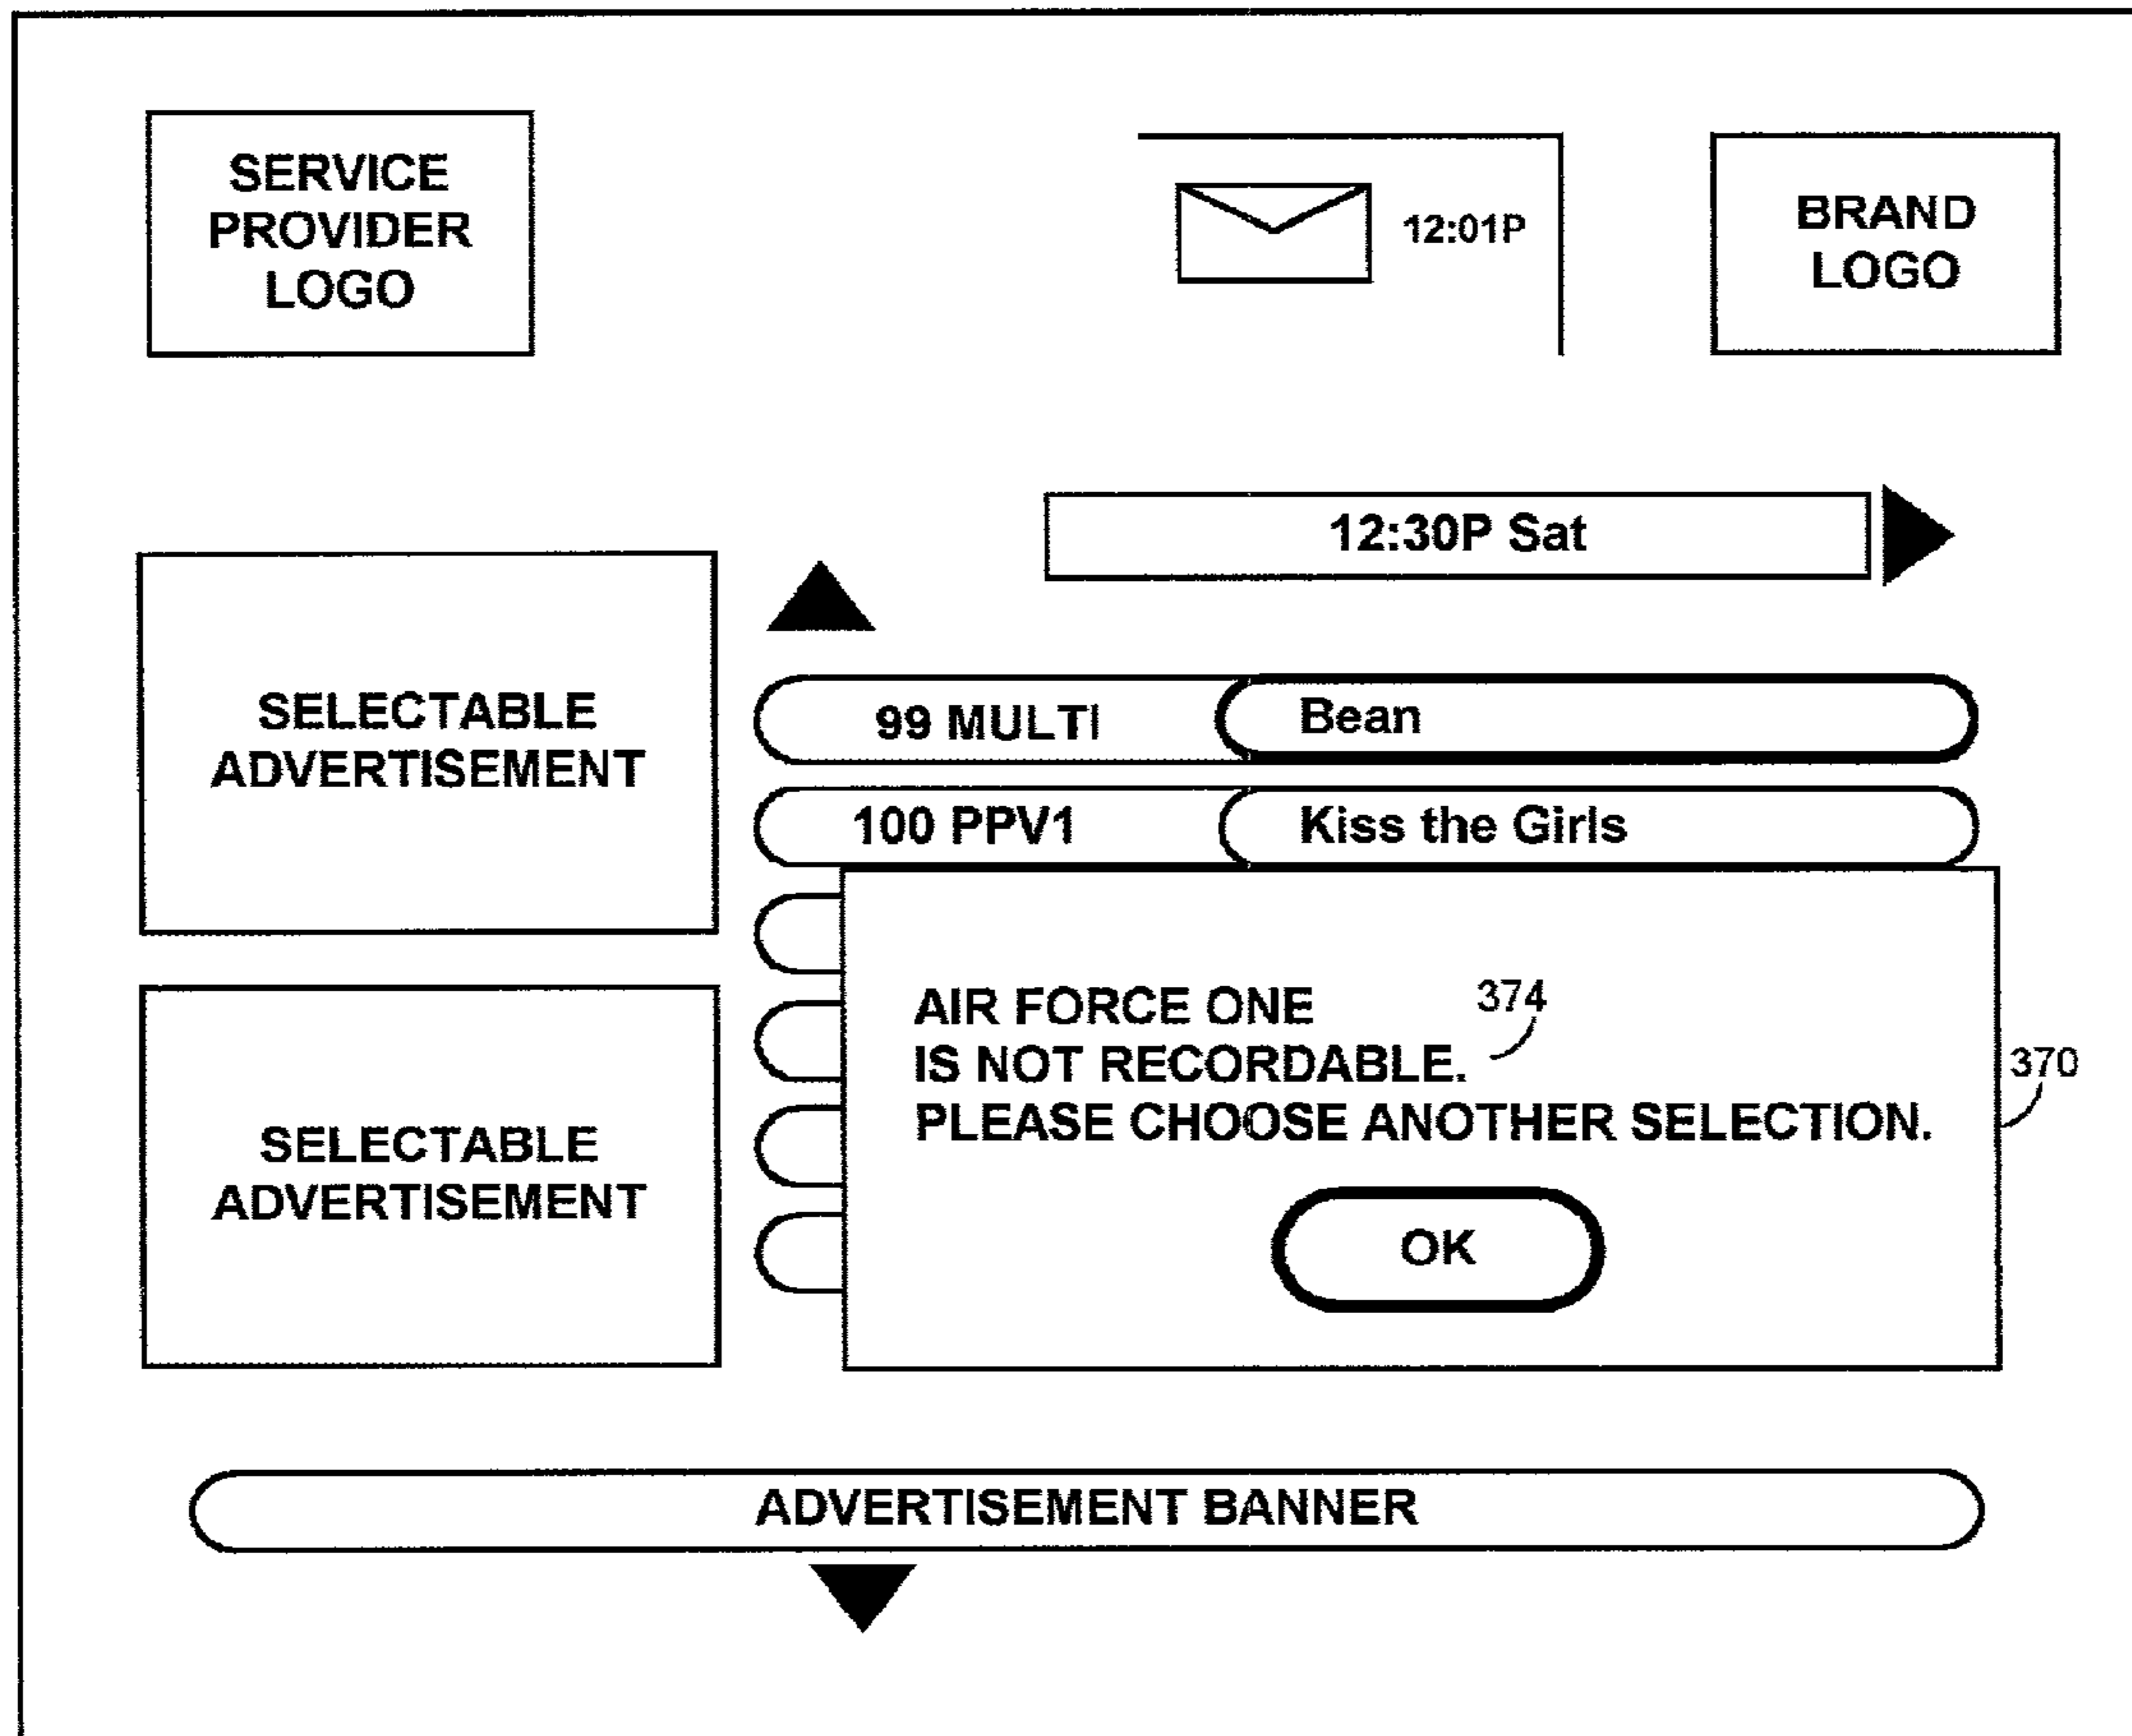 SERVICE
PROVIDER
LOGO
12:01P
BRAND
LOGO
12:30P Sat
SELECTABLE
ADVERTISEMENT
99 MULTI Bean
100 PPV1 Kiss the Girls
AIR FORCE ONE 374
IS NOT RECORDABLE.
370
PLEASE CHOOSE ANOTHER SELECTION.
OK
SELECTABLE
ADVERTISEMENT
ADVERTISEMENT BANNER